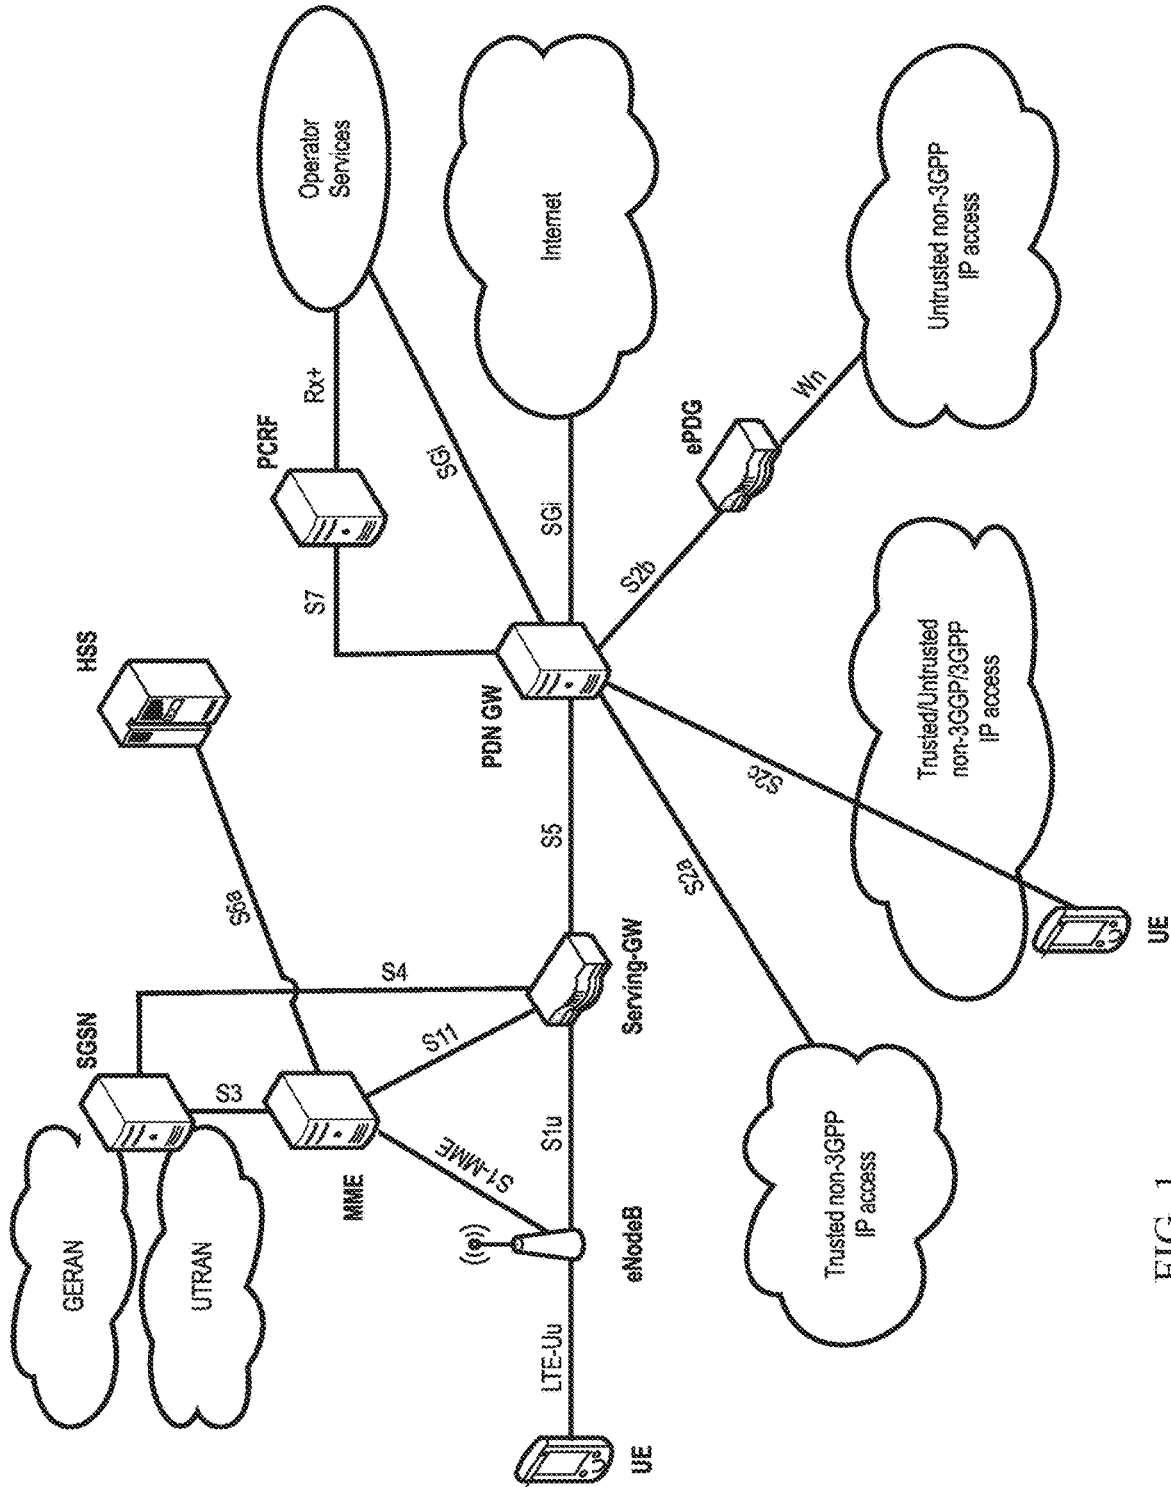 GERAN
UTRAN
SGSN
HSS
S3
S6a
S4
MME
S11
S1-MME
PCRF
S7
Rx+
Operator
Services
SGi
UE
LTE-Uu
eNodeB
S1u
Serving-GW
S5
PDN GW
SGi
Internet
S2a
S2c
S2b
ePDG
Wn
Trusted non-3GPP
IP access
Trusted/Untrusted
non-3GGP/3GPP
IP access
Untrusted non-3GPP
IP access
UE
FIG. 1